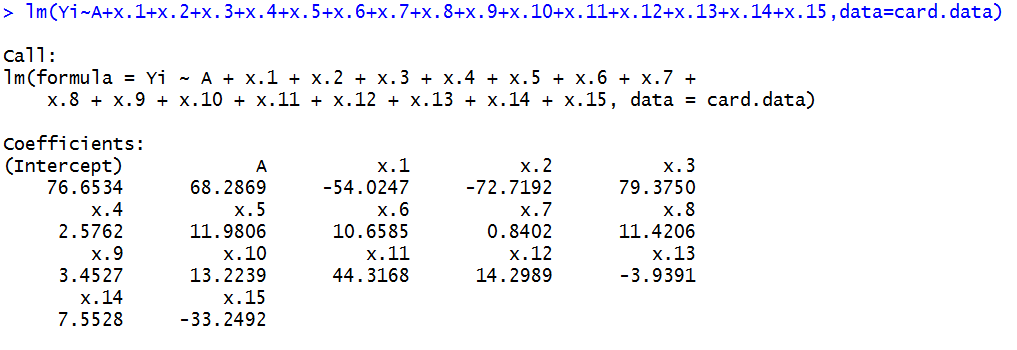 > lm(Yi~A+x.1+x.2+x.3+x.4+x.5+x.6+x.7+x.8+x.9+x.10+x.11+x.12+x.13+x.14+x.15,data=card.data)
Call:
lm(formula = Yi ~ A + x.1 + x.2 + x.3 + x.4 + x.5 + x.6 + x.7 +
x.8 + x.9 + x.10 + x.11 + x.12 + x.13 + x.14 + x.15, data = card.data)
Coefficients:
(Intercept) A x.1 x.2 x.3
76.6534 68.2869 -54.0247 -72.7192 79.3750
x.4 x.5 x.6 x.7 x.8
2.5762 11.9806 10.6585 0.8402 11.4206
x.9 x.10 x.11 x.12 x.13
3.4527 13.2239 44.3168 14.2989 -3.9391
x.14 x.15
7.5528 -33.2492